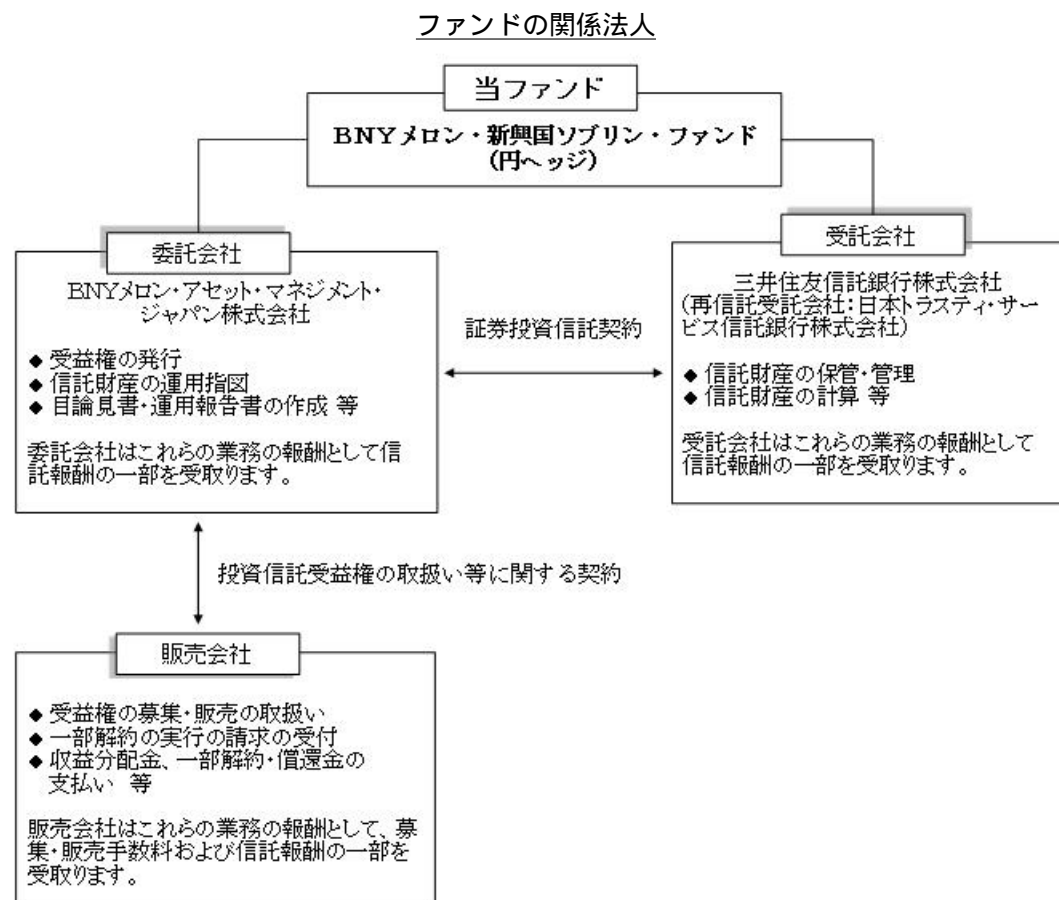 ファンドの関係法人
当ファンド
BNYメロン・新興国ソブリン・ファンド
(円ヘッジ)
委託会社
BNYメロン・アセット・マネジメント・
ジャパン株式会社
◆ 受益権の発行
◆ 信託財産の運用指図
◆ 目論見書・運用報告書の作成 等
委託会社はこれらの業務の報酬として信
託報酬の一部を受取ります。
証券投資信託契約
受託会社
三井住友信託銀行株式会社
(再信託受託会社:日本トラスティ・サー
ビス信託銀行株式会社)
◆ 信託財産の保管・管理
◆ 信託財産の計算 等
受託会社はこれらの業務の報酬として
信託報酬の一部を受取ります。
投資信託受益権の取扱い等に関する契約
販売会社
◆ 受益権の募集・販売の取扱い
◆ 一部解約の実行の請求の受付
◆ 収益分配金、一部解約・償還金の
支払い 等
販売会社はこれらの業務の報酬として、募
集・販売手数料および信託報酬の一部を
受取ります。